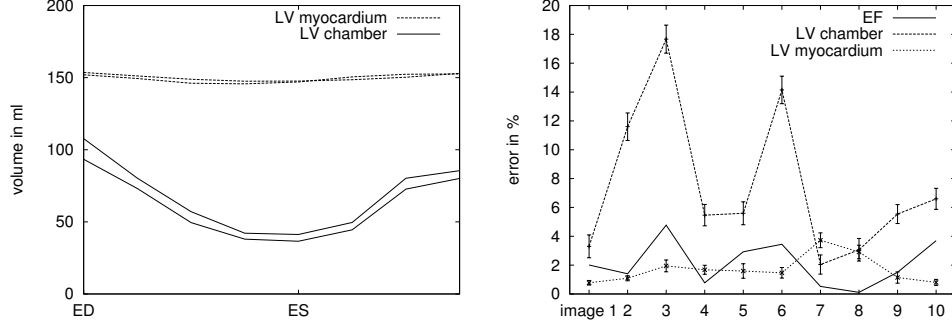 200
150
100
50
0
volume in ml
ED
ES
LV myocardium
LV chamber
20
18
16
14
12
10
8
6
4
2
0
error in %
image 1 2 3 4 5 6 7 8 9 10
EF
LV chamber
LV myocardium